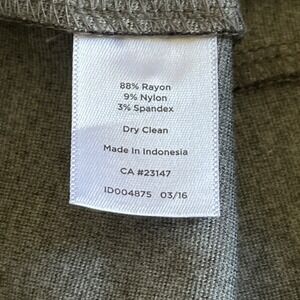 88% Rayon
9% Nylon
3% Spandex
Dry Clean
Made in Indonesia
CA #23147
ID004875 03/16